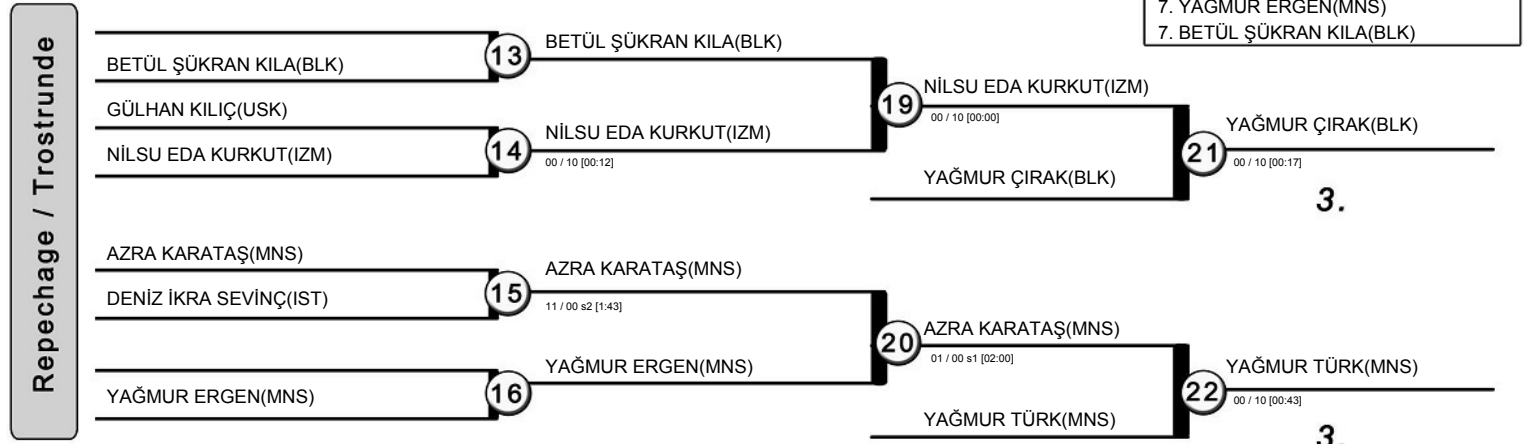 7. YAĞMUR ERGEN(MNS)
7. BETÜL ŞÜKRAN KILA(BLK)
Repechage / Trostrunde
BETÜL ŞÜKRAN KILA(BLK)
13
BETÜL ŞÜKRAN KILA(BLK)
GÜLHAN KILIÇ(USK)
NİLSU EDA KURKUT(IZM)
14
NİLSU EDA KURKUT(IZM)
00 / 10 [00:12]
19
NİLSU EDA KURKUT(IZM)
00 / 10 [00:00]
YAĞMUR ÇIRAK(BLK)
21
YAĞMUR ÇIRAK(BLK)
00 / 10 [00:17]
3.
AZRA KARATAŞ(MNS)
DENİZ İKRA SEVİNÇ(IST)
15
AZRA KARATAŞ(MNS)
11 / 00 s2 [1:43]
YAĞMUR ERGEN(MNS)
16
YAĞMUR ERGEN(MNS)
20
AZRA KARATAŞ(MNS)
01 / 00 s1 [02:00]
YAĞMUR TÜRK(MNS)
22
YAĞMUR TÜRK(MNS)
00 / 10 [00:43]
3.